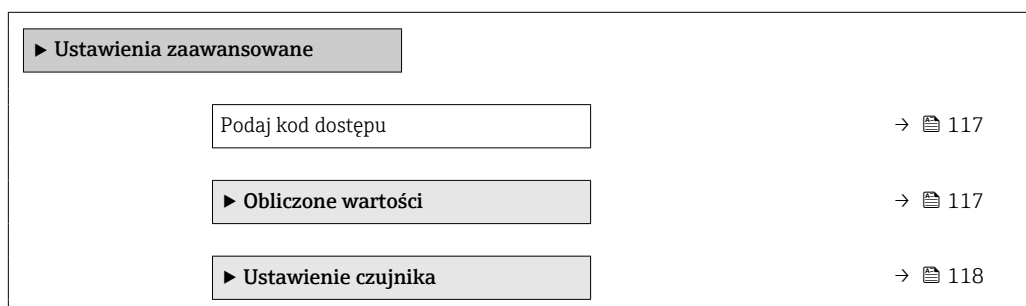 ▶ Ustawienia zaawansowane
Podaj kod dostępu → 🖺 117
▶ Obliczone wartości → 🖺 117
▶ Ustawienie czujnika → 🖺 118